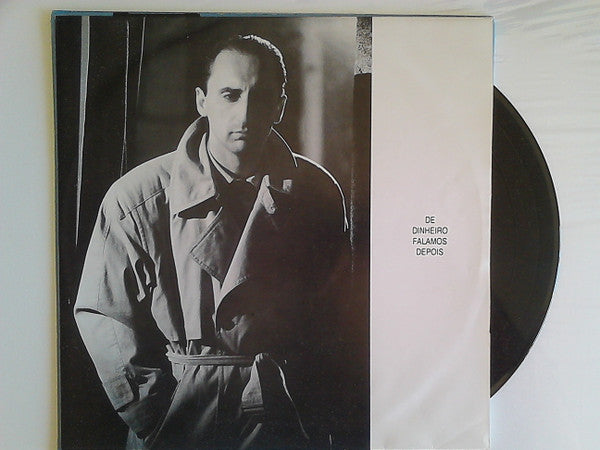 DE
DINHEIRO
FALAMOS
DEPOIS